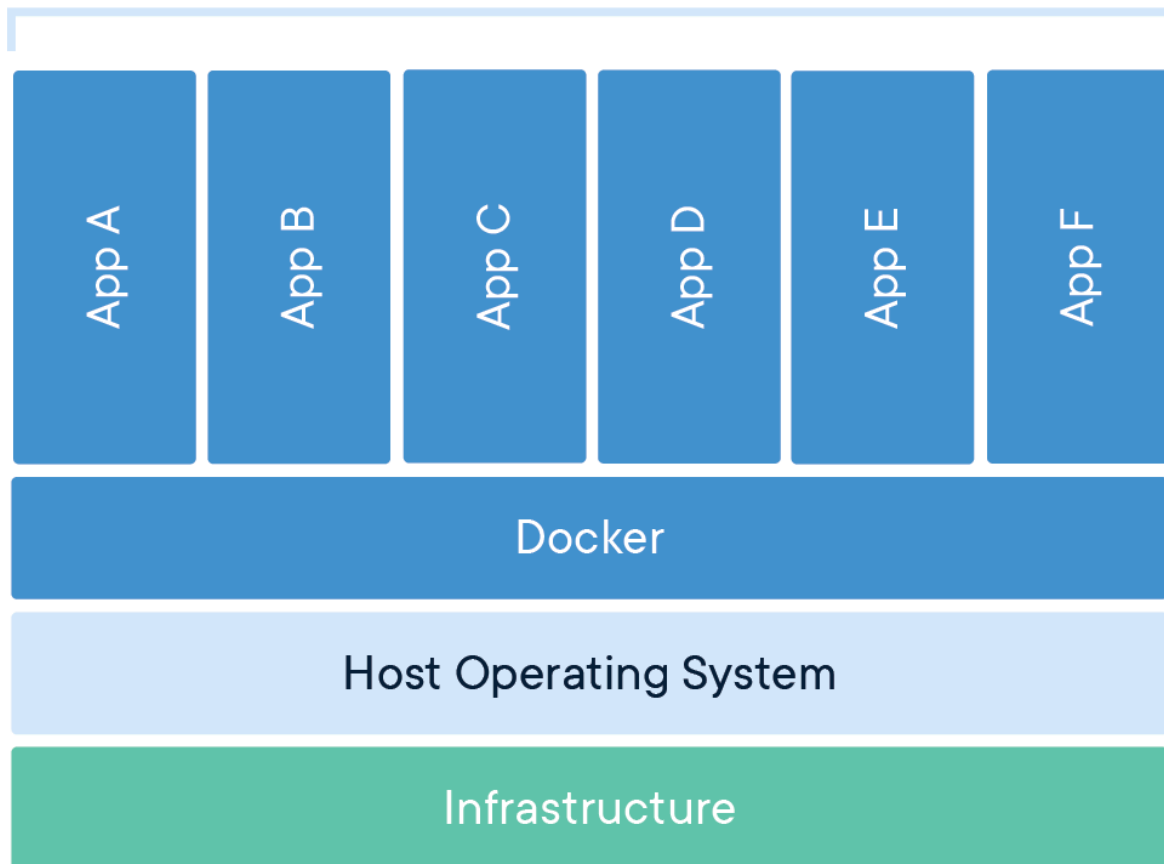 App A
App B
App C
App D
App E
App F
Docker
Host Operating System
Infrastructure